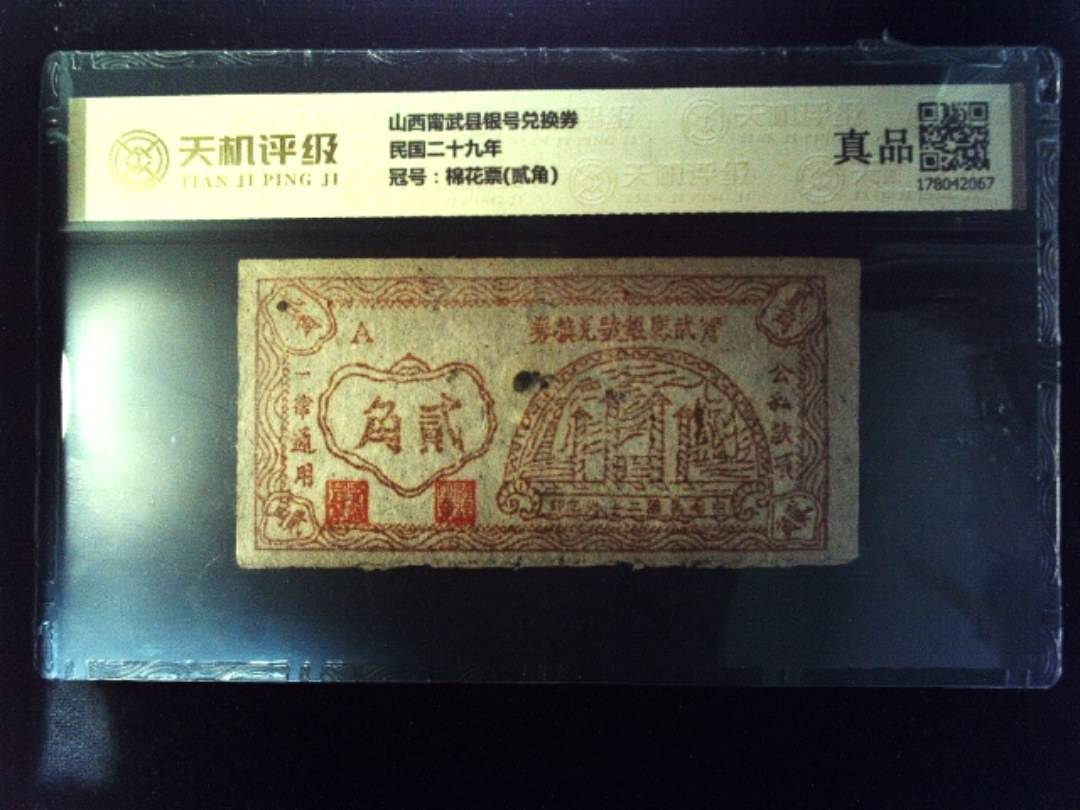 天机评级
TIAN JI PING JI
山西甯武县银号兑换券
民国二十九年
冠号：棉花票(贰角)
真品
178042067
甯武縣銀號兌換券
A
貳角
一律通用
公私款項